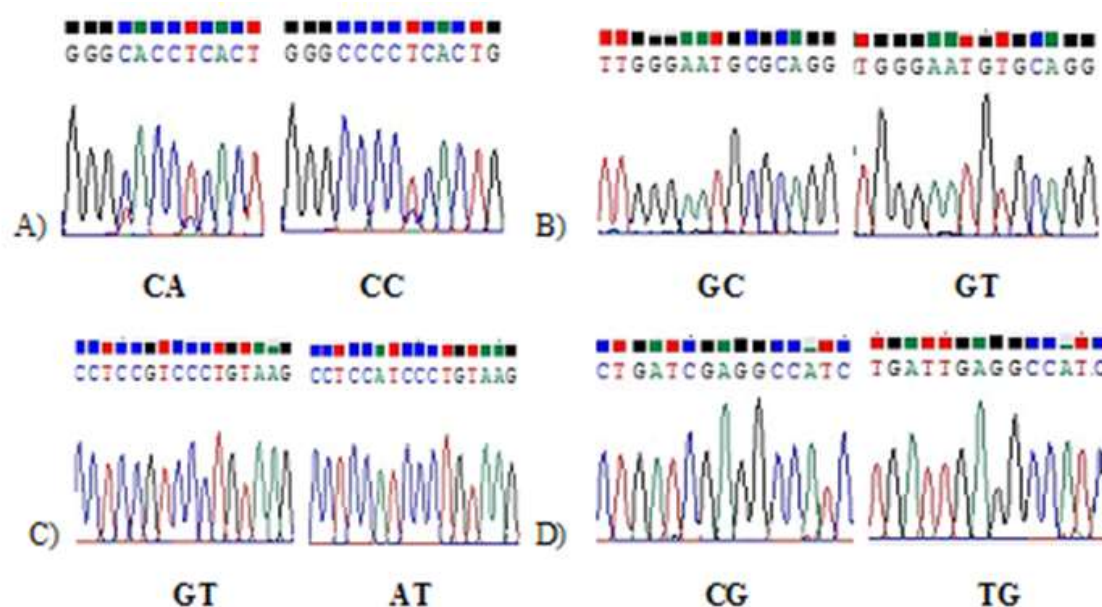 GGGCACCTCACT
GGGCCCCTCACTG
A)
CA
CC
TTGGGAATGCGCAGG
TGGGAATGTGCAGG
B)
GC
GT
CCTCCGTCCCTGTAAG
CCTCCATCCCTGTAAG
C)
GT
AT
CTGATCGAGGCCATC
TGATTGAGGCCATC
D)
CG
TG